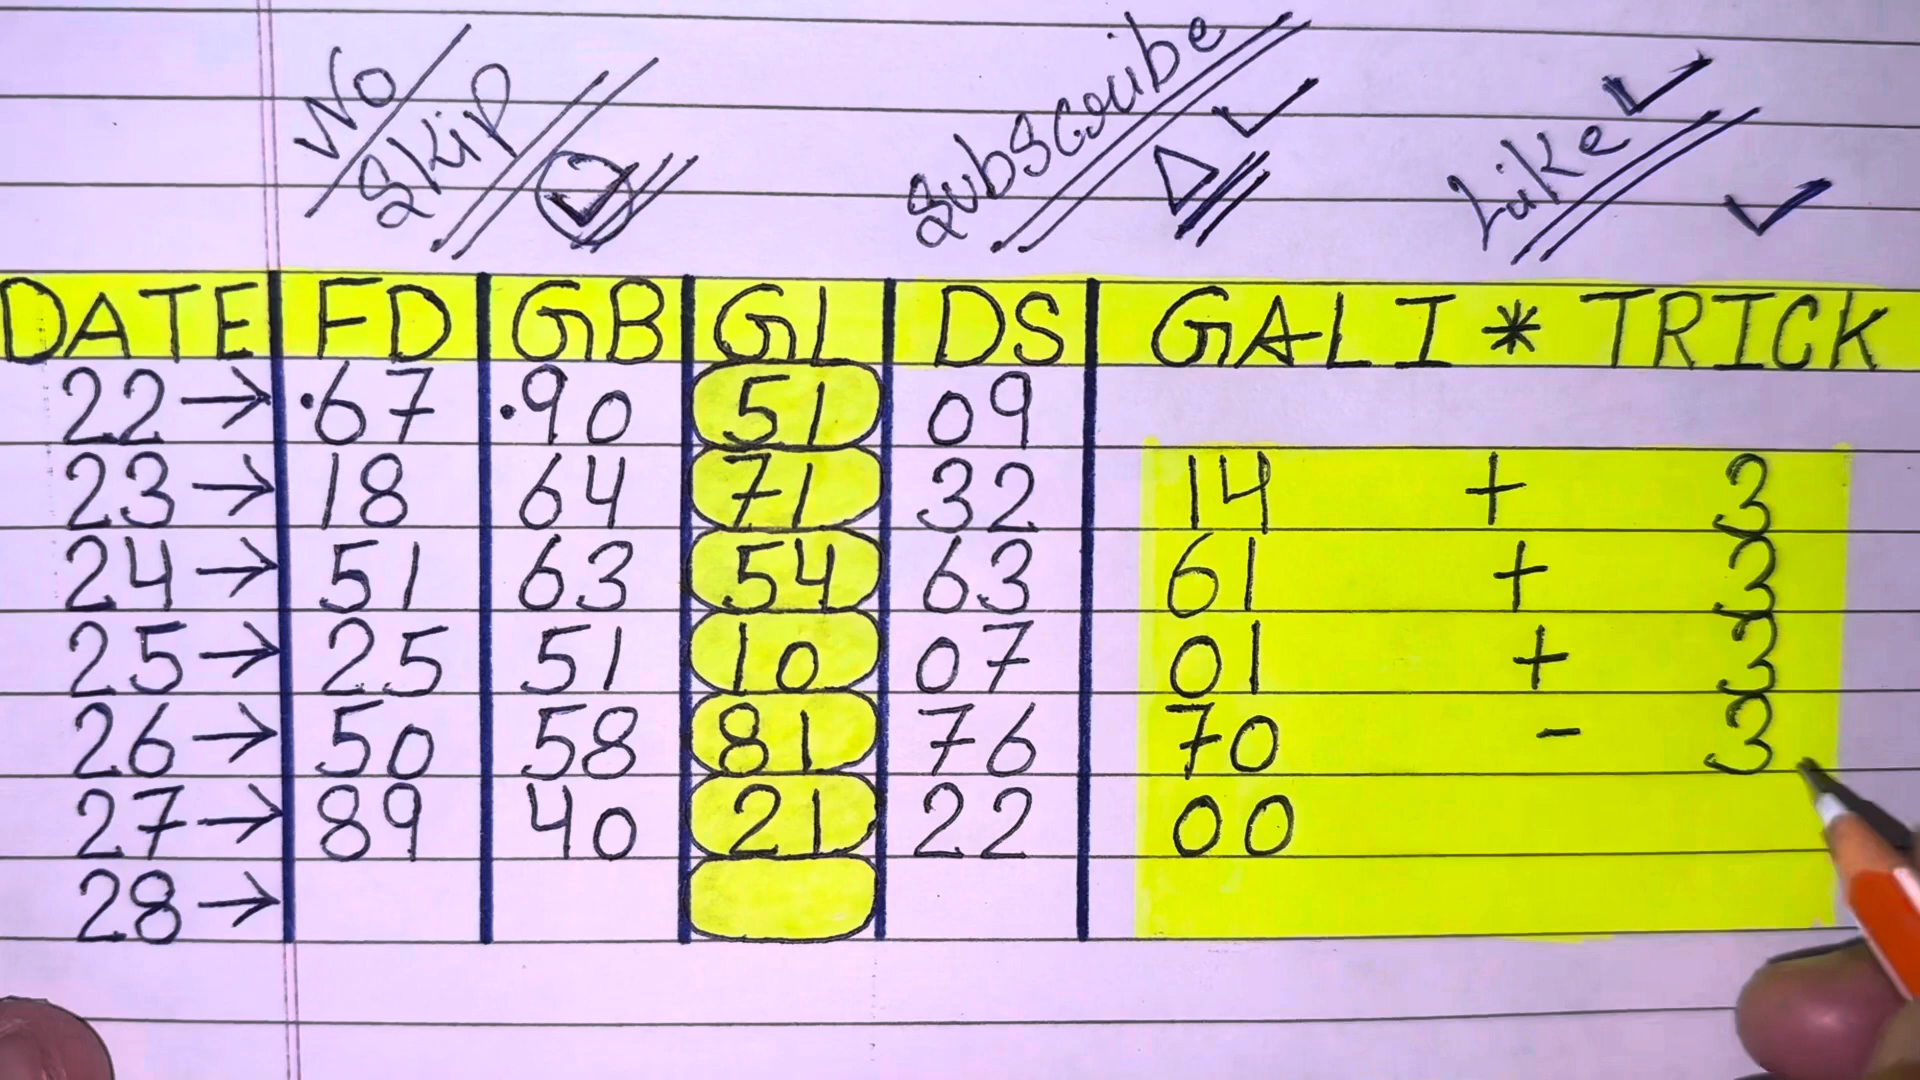 No Skip
Subscribe
Like
DATE FD GB GL DS GALI * TRICK
22 → .67 .90 51 09
23 → 18 64 71 32 14 + 3
24 → 51 63 54 63 61 + 3
25 → 25 51 10 07 01 + 3
26 → 50 58 81 76 70 - 3
27 → 89 40 21 22 00
28 →